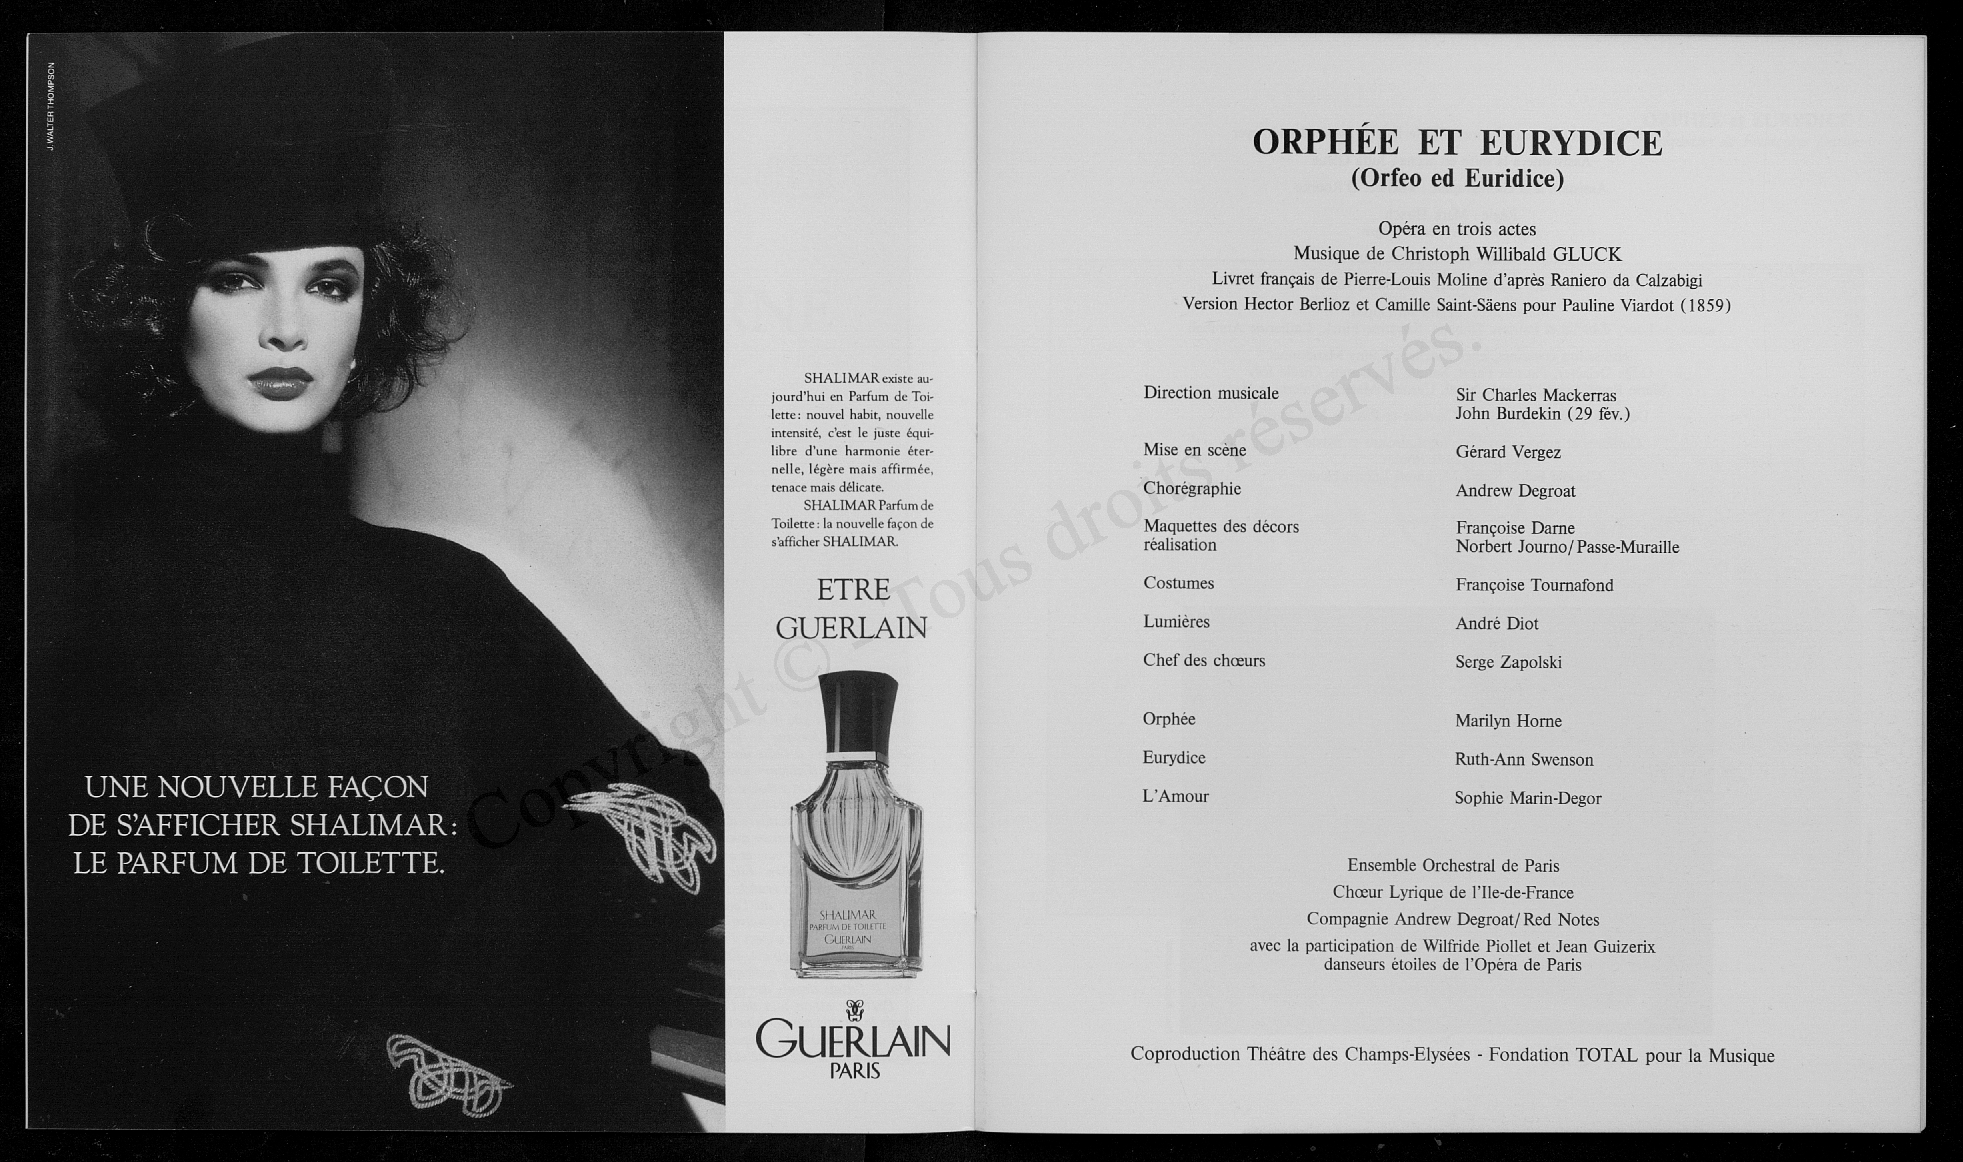 J. WALTER THOMPSON
UNE NOUVELLE FAÇON
DE S'AFFICHER SHALIMAR:
LE PARFUM DE TOILETTE.
SHALIMAR existe au-
jourd'hui en Parfum de Toi-
lette: nouvel habit, nouvelle
intensité, c'est le juste équi-
libre d'une harmonie éter-
nelle, légère mais affirmée,
tenace mais délicate.
SHALIMAR Parfum de
Toilette: la nouvelle façon de
s'afficher SHALIMAR.
ETRE
GUERLAIN
SHALIMAR
PARFUM DE TOILETTE
GUERLAIN
PARIS
GUERLAIN
PARIS
ORPHÉE ET EURYDICE
(Orfeo ed Euridice)
Opéra en trois actes
Musique de Christoph Willibald GLUCK
Livret français de Pierre-Louis Moline d'après Raniero da Calzabigi
Version Hector Berlioz et Camille Saint-Säens pour Pauline Viardot (1859)
Direction musicale Sir Charles Mackerras
John Burdekin (29 fév.)
Mise en scène Gérard Vergez
Chorégraphie Andrew Degroat
Maquettes des décors Françoise Darne
réalisation Norbert Journo/Passe-Muraille
Costumes Françoise Tournafond
Lumières André Diot
Chef des chœurs Serge Zapolski
Orphée Marilyn Horne
Eurydice Ruth-Ann Swenson
L'Amour Sophie Marin-Degor
Ensemble Orchestral de Paris
Chœur Lyrique de l'Ile-de-France
Compagnie Andrew Degroat/Red Notes
avec la participation de Wilfride Piollet et Jean Guizerix
danseurs étoiles de l'Opéra de Paris
Coproduction Théâtre des Champs-Elysées - Fondation TOTAL pour la Musique
Copyright © Tous droits réservés.